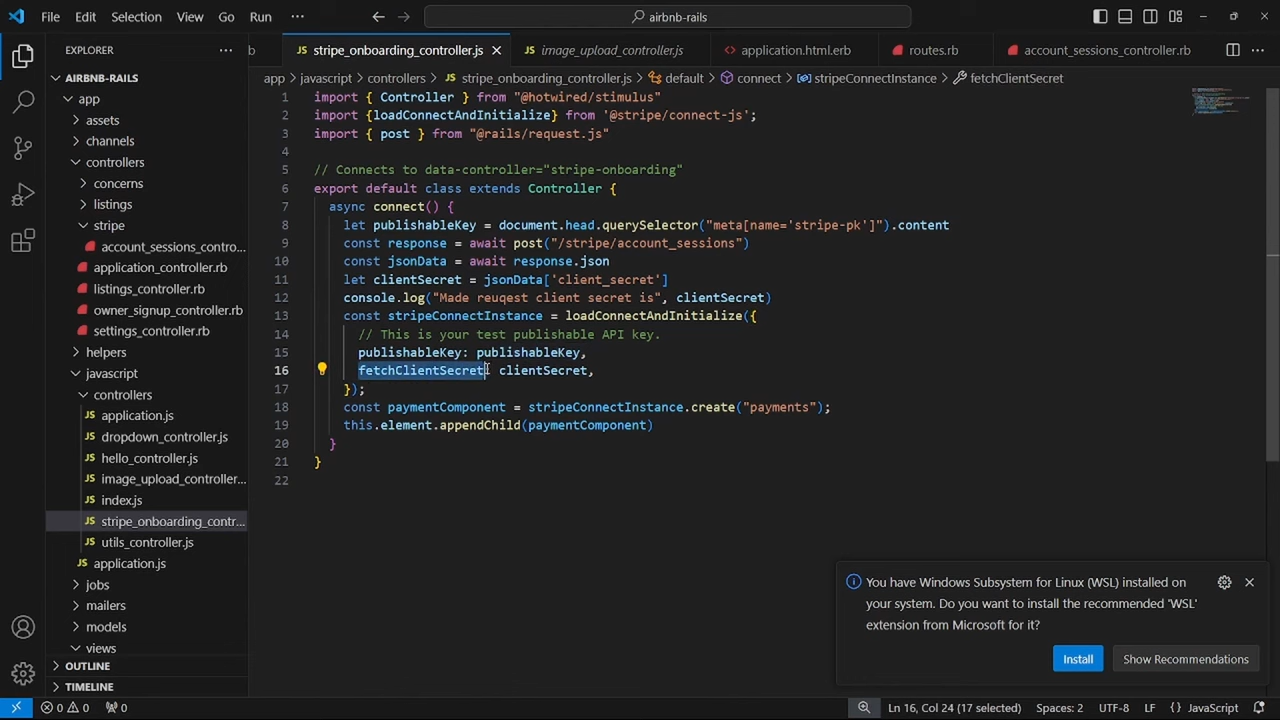 File Edit Selection View Go Run ··· airbnb-rails
EXPLORER ···
b stripe_onboarding_controller.js image_upload_controller.js application.html.erb routes.rb account_sessions_controller.rb ···
AIRBNB-RAILS
app
assets
channels
controllers
concerns
listings
stripe
account_sessions_contro...
application_controller.rb
listings_controller.rb
owner_signup_controller.rb
settings_controller.rb
helpers
javascript
controllers
JS application.js
JS dropdown_controller.js
JS hello_controller.js
JS image_upload_controller...
JS index.js
JS stripe_onboarding_contr...
JS utils_controller.js
JS application.js
jobs
mailers
models
views
OUTLINE
TIMELINE
app > javascript > controllers > JS stripe_onboarding_controller.js > default > connect > stripeConnectInstance > fetchClientSecret
1 import { Controller } from "@hotwired/stimulus"
2 import {loadConnectAndInitialize} from '@stripe/connect-js';
3 import { post } from "@rails/request.js"
4
5 // Connects to data-controller="stripe-onboarding"
6 export default class extends Controller {
7 async connect() {
8 let publishableKey = document.head.querySelector("meta[name='stripe-pk']").content
9 const response = await post("/stripe/account_sessions")
10 const jsonData = await response.json
11 let clientSecret = jsonData['client_secret']
12 console.log("Made reuqest client secret is", clientSecret)
13 const stripeConnectInstance = loadConnectAndInitialize({
14 // This is your test publishable API key.
15 publishableKey: publishableKey,
16 fetchClientSecret: clientSecret,
17 });
18 const paymentComponent = stripeConnectInstance.create("payments");
19 this.element.appendChild(paymentComponent)
20 }
21 }
22
You have Windows Subsystem for Linux (WSL) installed on
your system. Do you want to install the recommended 'WSL'
extension from Microsoft for it?
Install Show Recommendations
0 0 0 Ln 16, Col 24 (17 selected) Spaces: 2 UTF-8 LF {} JavaScript